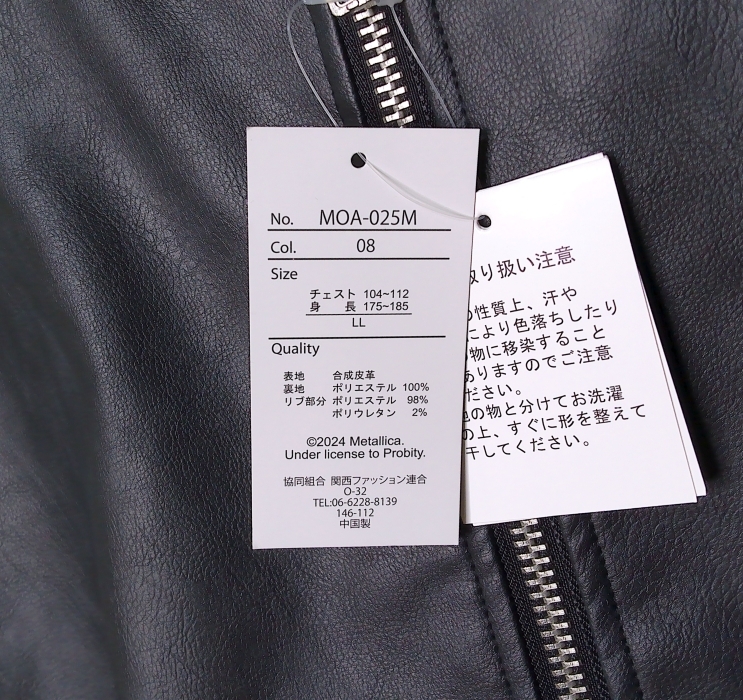 No. MOA-025M
Col. 08
Size
チェスト 104~112
身 長 175~185
LL
Quality
表地 合成皮革
裏地 ポリエステル 100%
リブ部分 ポリエステル 98%
ポリウレタン 2%
©2024 Metallica.
Under license to Probity.
協同組合 関西ファッション連合
O-32
TEL:06-6228-8139
146-112
中国製
取り扱い注意
性質上、汗や
により色落ちしたり
物に移染すること
ありますのでご注意
ださい。
の物と分けてお洗濯
の上、すぐに形を整えて
干してください。